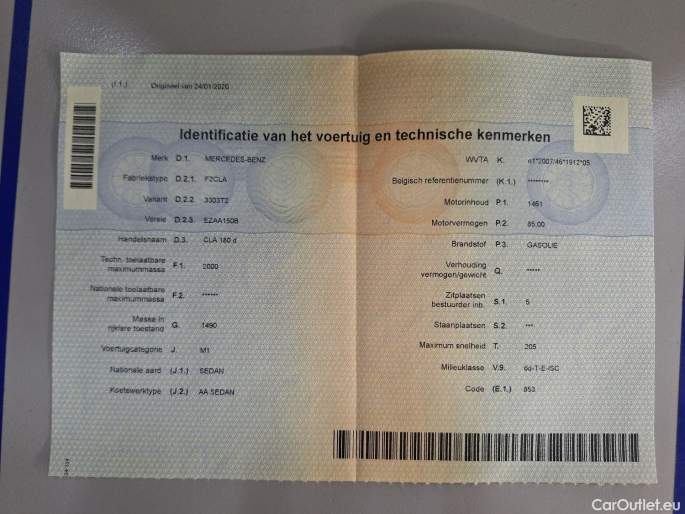 (I.1.) Origineel van 24/01/2020
Identificatie van het voertuig en technische kenmerken
Merk D.1. MERCEDES-BENZ
Fabriekstype D.2.1. F2CLA
Variant D.2.2. 3303T2
Versie D.2.3. EZAA150B
Handelsnaam D.3. CLA 180 d
Techn. toelaatbare
maximummassa F.1. 2000
Nationale toelaatbare
maximummassa F.2. ******
Massa in
rijklare toestand G. 1490
Voertuigcategorie J. M1
Nationale aard (J.1.) SEDAN
Koetswerktype (J.2.) AA SEDAN
WVTA K. e1*2007/46*1912*05
Belgisch referentienummer (K.1.) ********
Motorinhoud P.1. 1461
Motorvermogen P.2. 85,00
Brandstof P.3. GASOLIE
Verhouding
vermogen/gewicht Q. *****
Zitplaatsen
bestuurder inb. S.1. 5
Staanplaatsen S.2. ***
Maximum snelheid T. 205
Milieuklasse V.9. 6d-T-E-ISC
Code (E.1.) 853
CarOutlet.eu